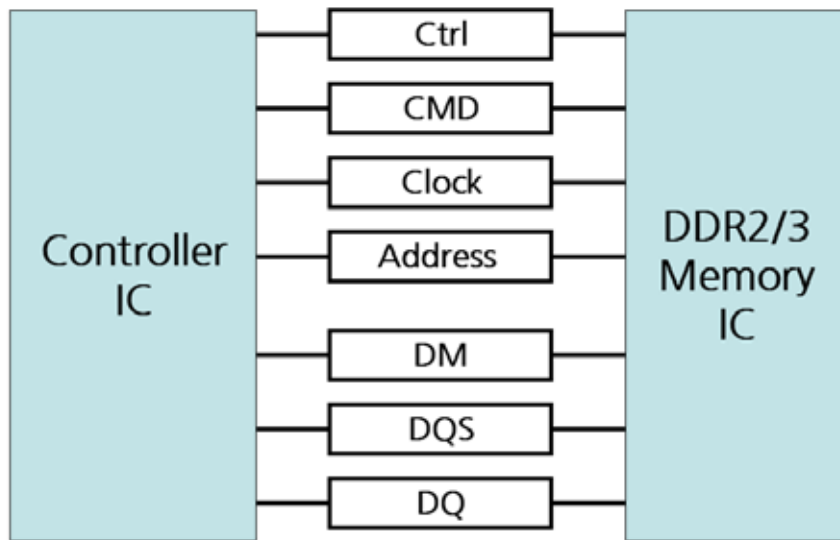 Controller
IC
Ctrl
CMD
Clock
Address
DM
DQS
DQ
DDR2/3
Memory
IC